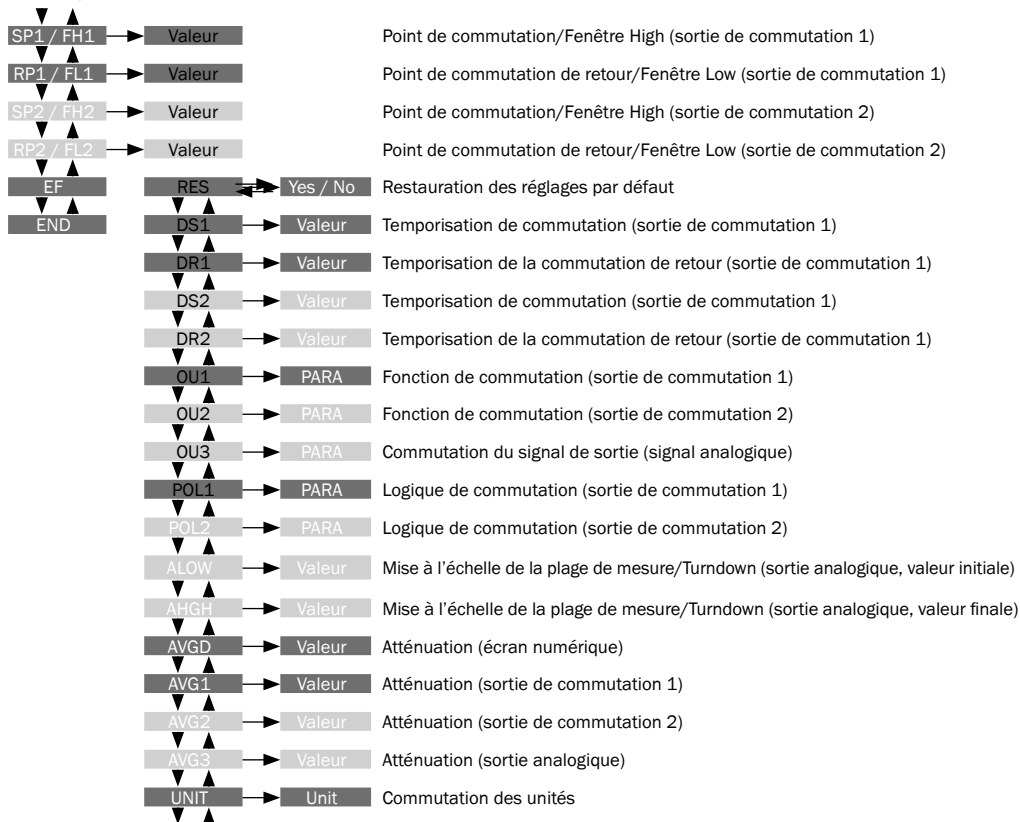 SP1 / FH1 Valeur Point de commutation/Fenêtre High (sortie de commutation 1)
RP1 / FL1 Valeur Point de commutation de retour/Fenêtre Low (sortie de commutation 1)
SP2 / FH2 Valeur Point de commutation/Fenêtre High (sortie de commutation 2)
RP2 / FL2 Valeur Point de commutation de retour/Fenêtre Low (sortie de commutation 2)
EF RES Yes / No Restauration des réglages par défaut
END DS1 Valeur Temporisation de commutation (sortie de commutation 1)
DR1 Valeur Temporisation de la commutation de retour (sortie de commutation 1)
DS2 Valeur Temporisation de commutation (sortie de commutation 1)
DR2 Valeur Temporisation de la commutation de retour (sortie de commutation 1)
OU1 PARA Fonction de commutation (sortie de commutation 1)
OU2 PARA Fonction de commutation (sortie de commutation 2)
OU3 PARA Commutation du signal de sortie (signal analogique)
POL1 PARA Logique de commutation (sortie de commutation 1)
POL2 PARA Logique de commutation (sortie de commutation 2)
ALOW Valeur Mise à l'échelle de la plage de mesure/Turndown (sortie analogique, valeur initiale)
AHGH Valeur Mise à l'échelle de la plage de mesure/Turndown (sortie analogique, valeur finale)
AVGD Valeur Atténuation (écran numérique)
AVG1 Valeur Atténuation (sortie de commutation 1)
AVG2 Valeur Atténuation (sortie de commutation 2)
AVG3 Valeur Atténuation (sortie analogique)
UNIT Unit Commutation des unités